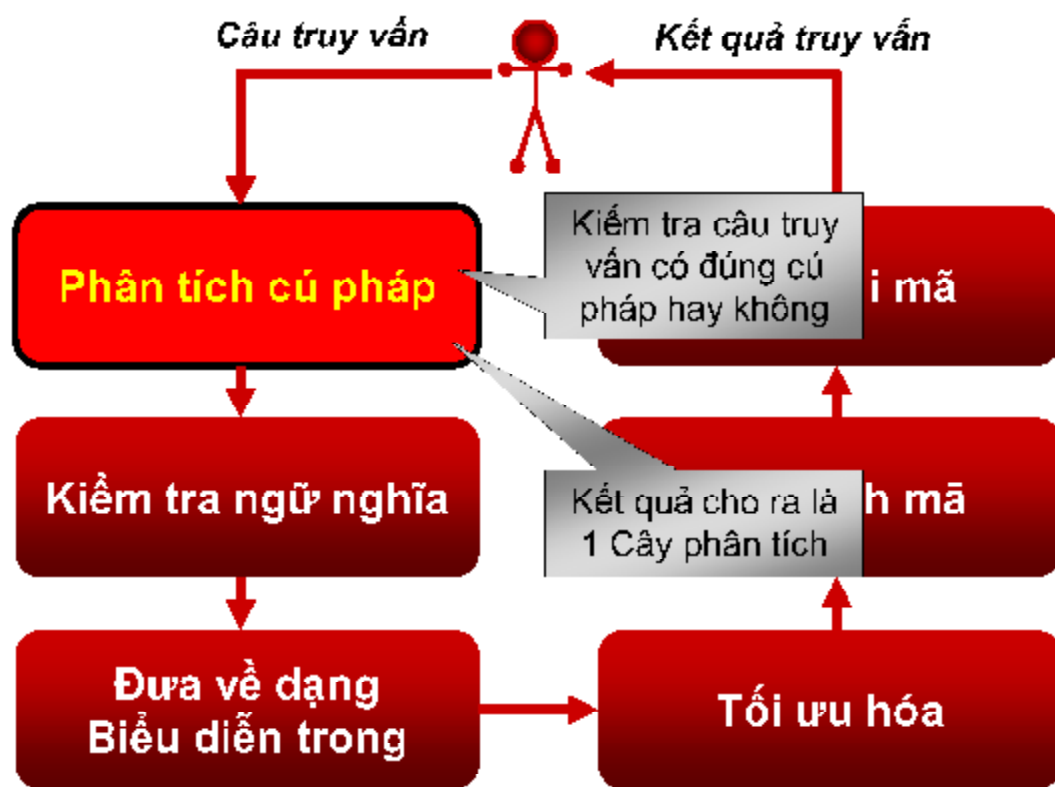 Câu truy vấn
Kết quả truy vấn
Phân tích cú pháp
Kiểm tra câu truy
vấn có đúng cú
pháp hay không
i mã
Kiểm tra ngữ nghĩa
Kết quả cho ra là
1 Cây phân tích
h mã
Đưa về dạng
Biểu diễn trong
Tối ưu hóa